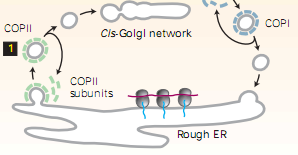 COPII
1
Cis-Golgi network
COPI
COPII
subunits
Rough ER